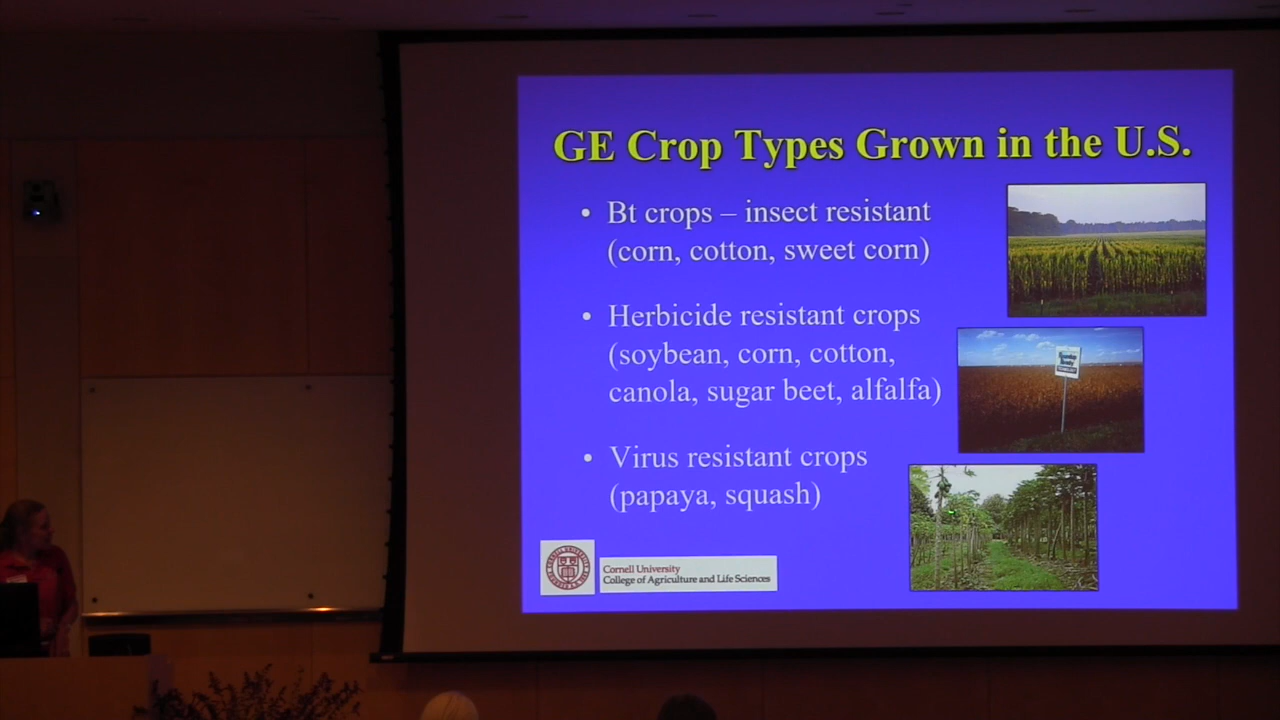 GE Crop Types Grown in the U.S.
• Bt crops – insect resistant
(corn, cotton, sweet corn)
• Herbicide resistant crops
(soybean, corn, cotton,
canola, sugar beet, alfalfa)
• Virus resistant crops
(papaya, squash)
Cornell University
College of Agriculture and Life Sciences